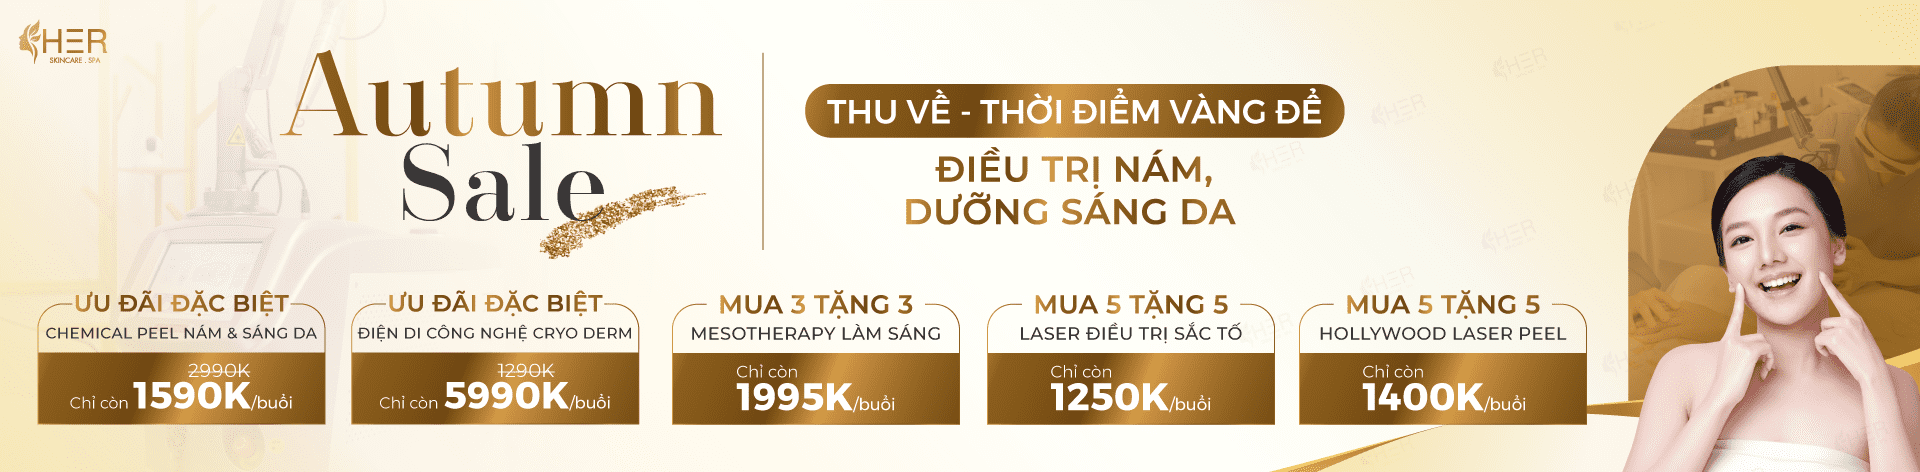 HER
SKINCARE . SPA
Autumn
Sale
THU VỀ - THỜI ĐIỂM VÀNG ĐỂ
ĐIỀU TRỊ NÁM,
DƯỠNG SÁNG DA
ƯU ĐÃI ĐẶC BIỆT
CHEMICAL PEEL NÁM & SÁNG DA
2990K
Chỉ còn 1590K/buổi
ƯU ĐÃI ĐẶC BIỆT
ĐIỆN DI CÔNG NGHỆ CRYO DERM
1290K
Chỉ còn 5990K/buổi
MUA 3 TẶNG 3
MESOTHERAPY LÀM SÁNG
Chỉ còn
1995K/buổi
MUA 5 TẶNG 5
LASER ĐIỀU TRỊ SẮC TỐ
Chỉ còn
1250K/buổi
MUA 5 TẶNG 5
HOLLYWOOD LASER PEEL
Chỉ còn
1400K/buổi